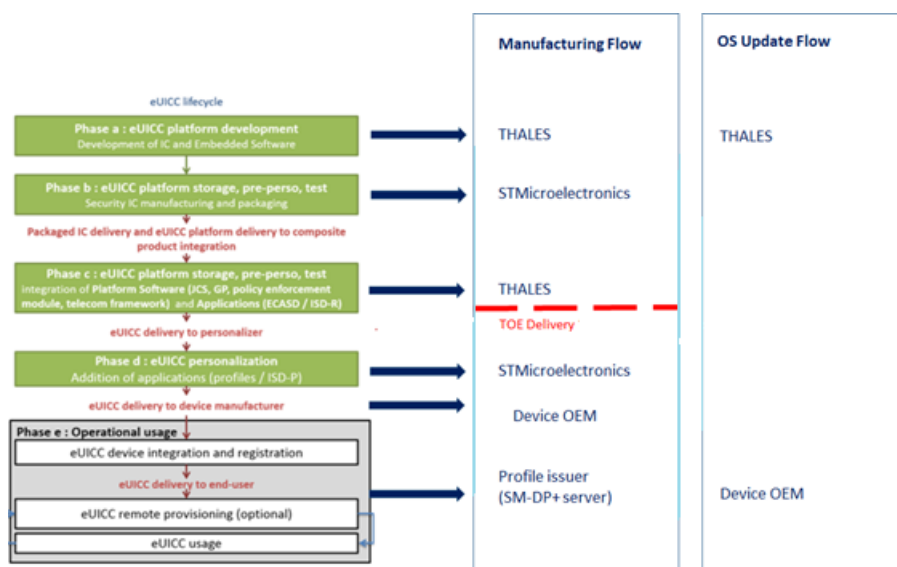 Manufacturing Flow
OS Update Flow
eUICC lifecycle
Phase a : eUICC platform development
Development of IC and Embedded Software
THALES
THALES
Phase b : eUICC platform storage, pre-perso, test
Security IC manufacturing and packaging
STMicroelectronics
Packaged IC delivery and eUICC platform delivery to composite
product integration
Phase c : eUICC platform storage, pre-perso, test
integration of Platform Software (JCS, GP, policy enforcement
module, telecom framework) and Applications (ECASD / ISD-R)
THALES
TOE Delivery
eUICC delivery to personalizer
Phase d : eUICC personalization
Addition of applications (profiles / ISD-P)
STMicroelectronics
eUICC delivery to device manufacturer
Device OEM
Phase e : Operational usage
eUICC device integration and registration
eUICC delivery to end-user
Profile issuer
(SM-DP+ server)
Device OEM
eUICC remote provisioning (optional)
eUICC usage